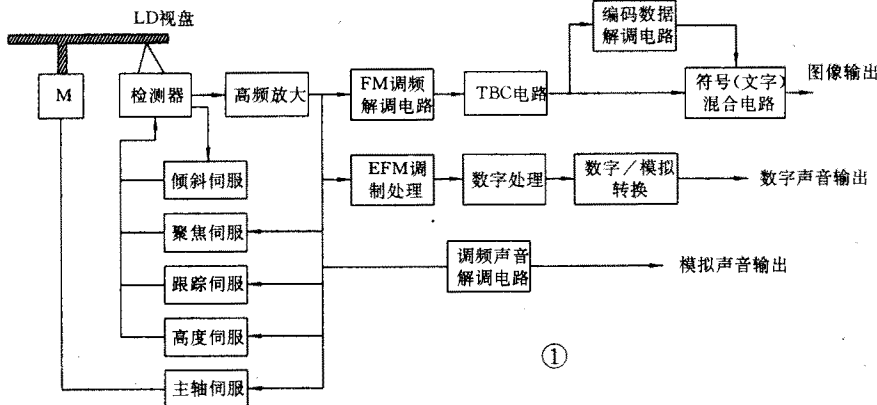 LD视盘
编码数据
解调电路
M
检测器
高频放大
FM调频
解调电路
TBC电路
符号(文字)
混合电路
图像输出
倾斜伺服
EFM调
制处理
数字处理
数字/模拟
转换
数字声音输出
聚焦伺服
调频声音
解调电路
模拟声音输出
跟踪伺服
高度伺服
①
主轴伺服